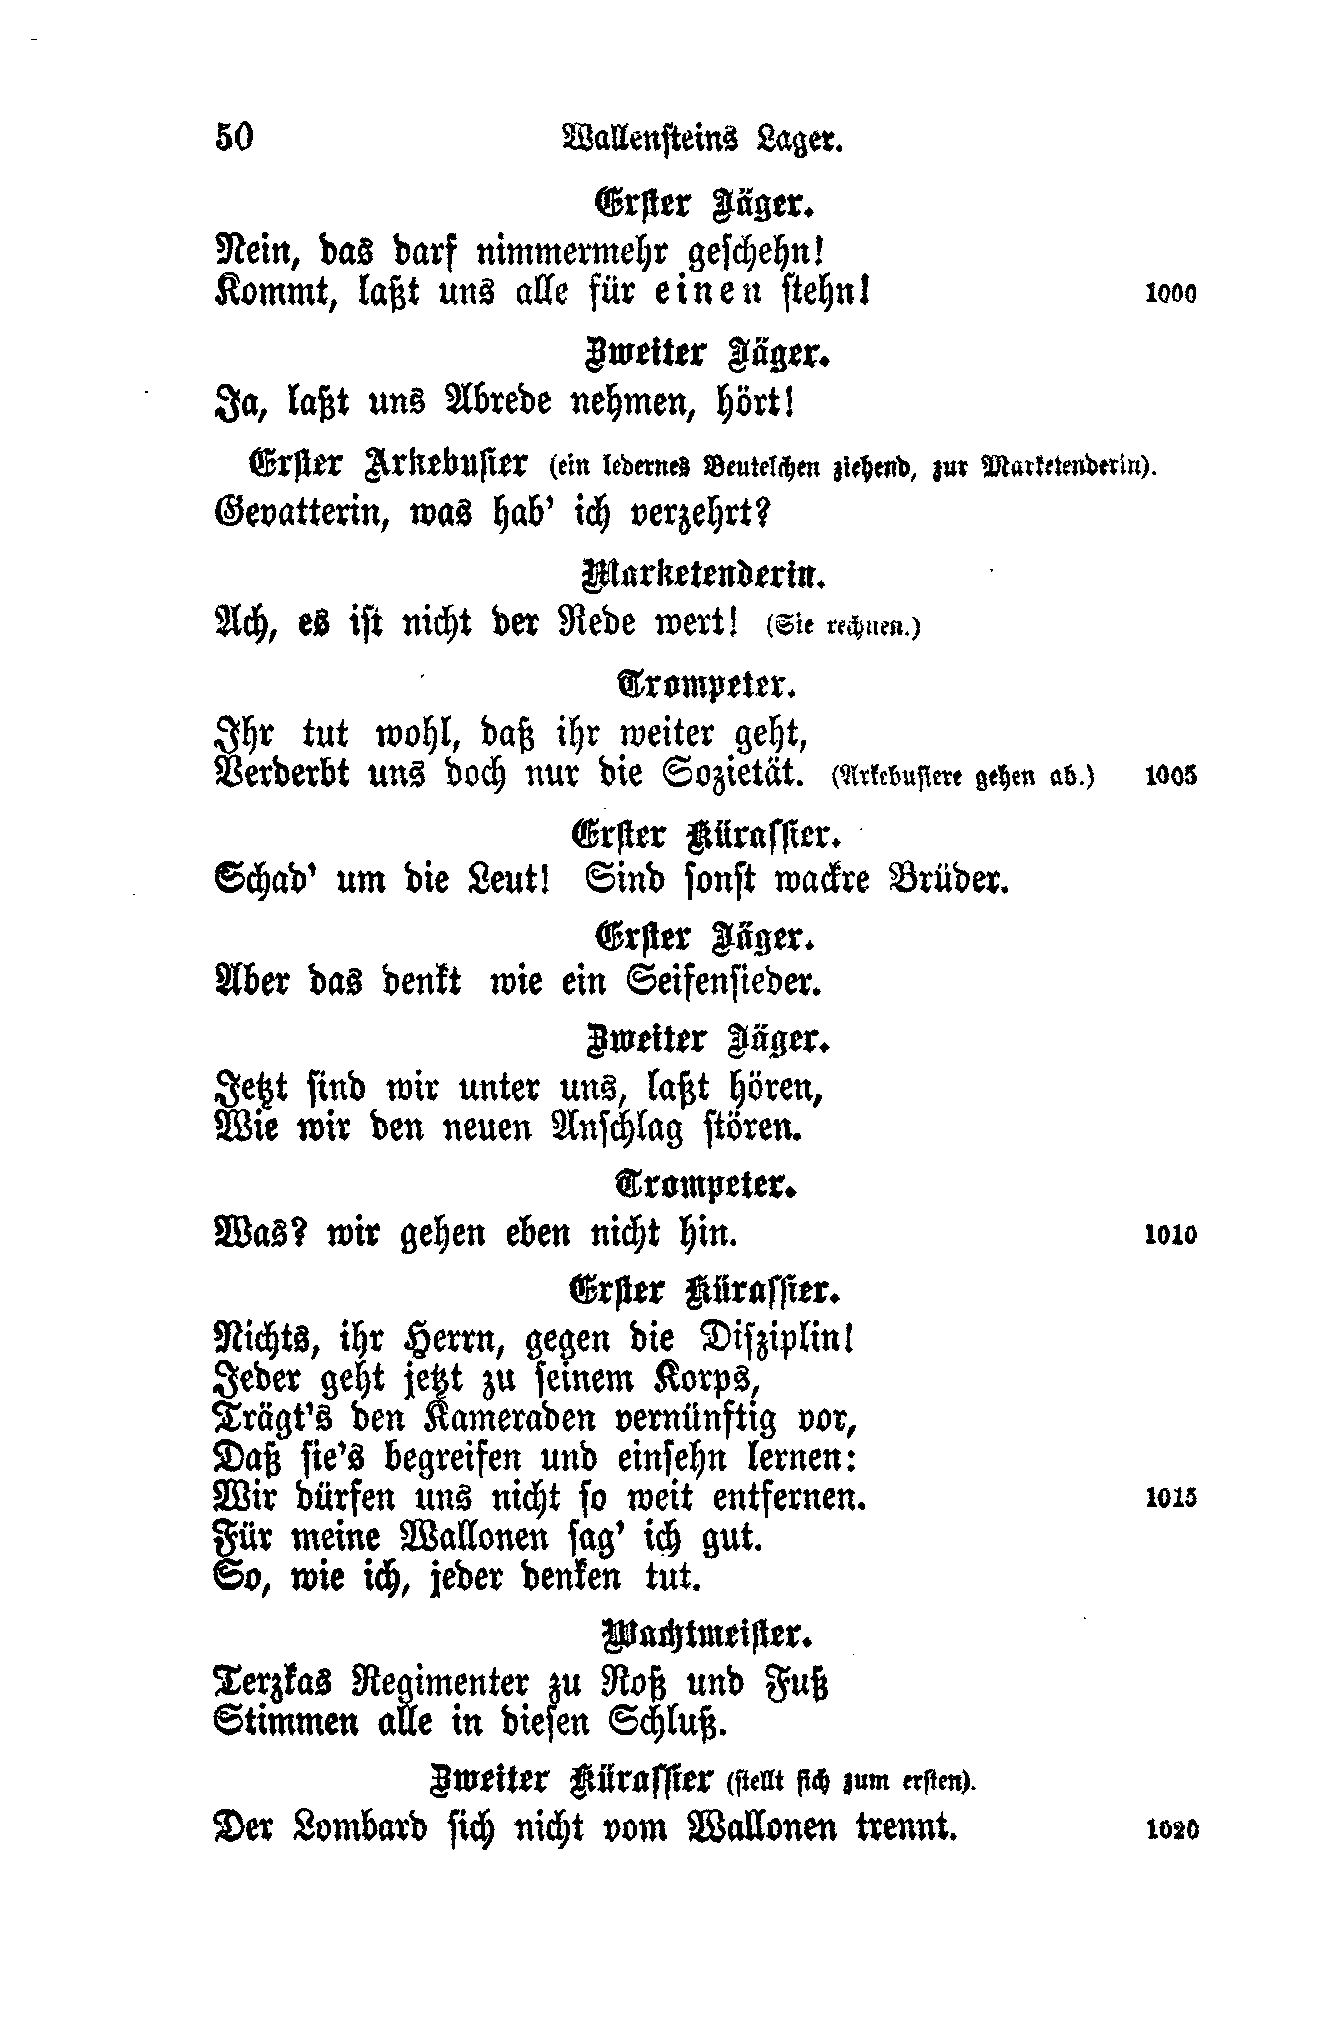 50 Wallensteins Lager.
Erster Jäger.
Nein, das darf nimmermehr geschehn!
Kommt, laßt uns alle für einen stehn! 1000
Zweiter Jäger.
Ja, laßt uns Abrede nehmen, hört!
Erster Arkebusier (ein ledernes Beutelchen ziehend, zur Marketenderin).
Gevatterin, was hab' ich verzehrt?
Marketenderin.
Ach, es ist nicht der Rede wert! (Sie rechnen.)
Trompeter.
Ihr tut wohl, daß ihr weiter geht,
Verderbt uns doch nur die Sozietät. (Arkebusiere gehen ab.) 1005
Erster Kürassier.
Schad' um die Leut! Sind sonst wackre Brüder.
Erster Jäger.
Aber das denkt wie ein Seifensieder.
Zweiter Jäger.
Jetzt sind wir unter uns, laßt hören,
Wie wir den neuen Anschlag stören.
Trompeter.
Was? wir gehen eben nicht hin. 1010
Erster Kürassier.
Nichts, ihr Herrn, gegen die Disziplin!
Jeder geht jetzt zu seinem Korps,
Trägt's den Kameraden vernünftig vor,
Daß sie's begreifen und einsehn lernen:
Wir dürfen uns nicht so weit entfernen. 1015
Für meine Wallonen sag' ich gut.
So, wie ich, jeder denken tut.
Wachtmeister.
Terzkas Regimenter zu Roß und Fuß
Stimmen alle in diesen Schluß.
Zweiter Kürassier (stellt sich zum ersten).
Der Lombard sich nicht vom Wallonen trennt. 1020